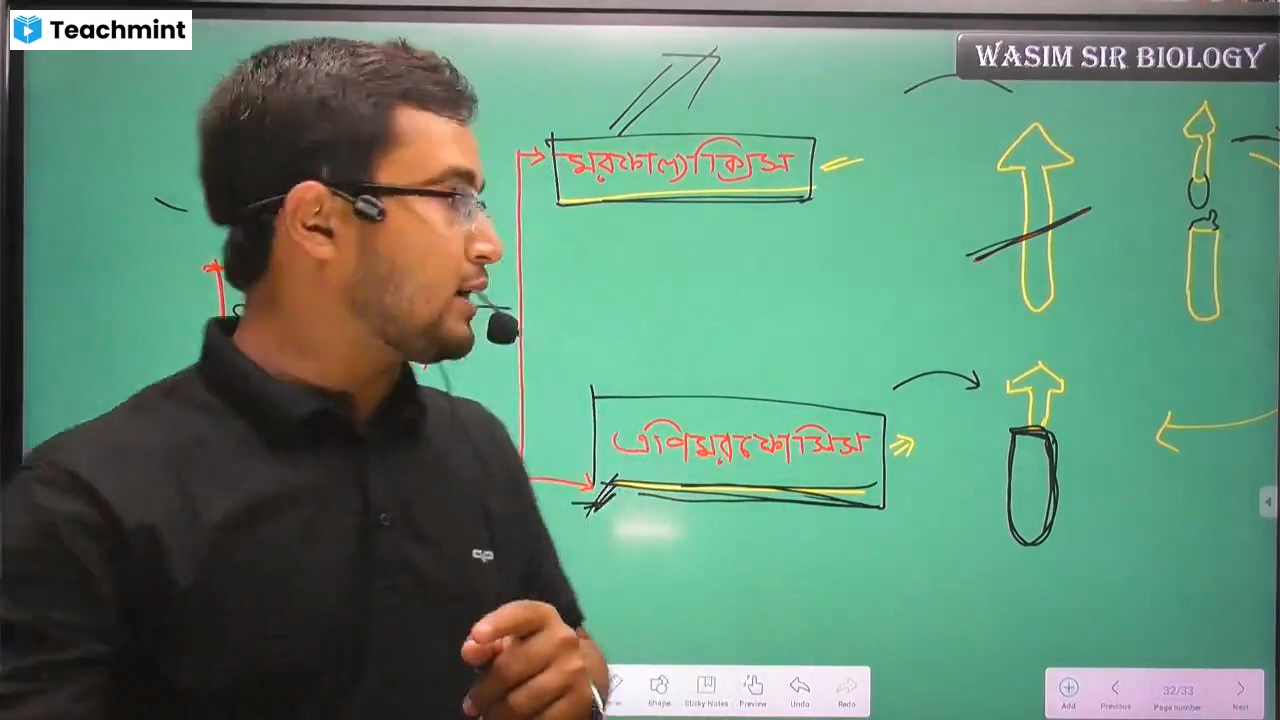 Teachmint
WASIM SIR BIOLOGY
মরফাল্যাক্সিস
এপিমরফোসিস
Shape
Sticky-Notes
Preview
Undo
Redo
Add
Previous
32/33
Page number
Next